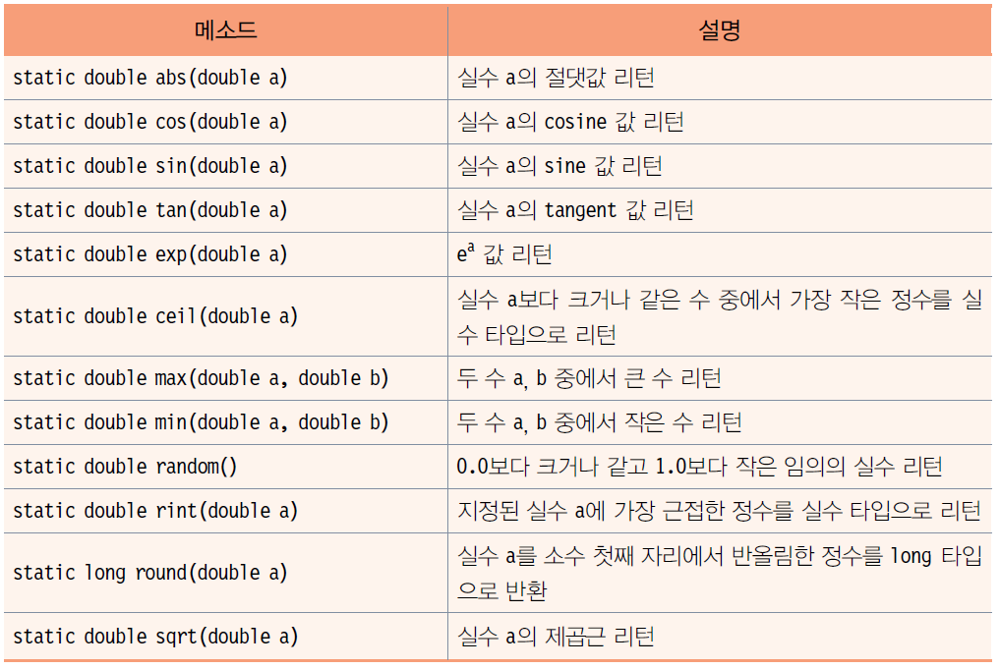 메소드 설명
static double abs(double a) 실수 a의 절댓값 리턴
static double cos(double a) 실수 a의 cosine 값 리턴
static double sin(double a) 실수 a의 sine 값 리턴
static double tan(double a) 실수 a의 tangent 값 리턴
static double exp(double a) eª 값 리턴
static double ceil(double a) 실수 a보다 크거나 같은 수 중에서 가장 작은 정수를 실
수 타입으로 리턴
static double max(double a, double b) 두 수 a, b 중에서 큰 수 리턴
static double min(double a, double b) 두 수 a, b 중에서 작은 수 리턴
static double random() 0.0보다 크거나 같고 1.0보다 작은 임의의 실수 리턴
static double rint(double a) 지정된 실수 a에 가장 근접한 정수를 실수 타입으로 리턴
static long round(double a) 실수 a를 소수 첫째 자리에서 반올림한 정수를 long 타입
으로 반환
static double sqrt(double a) 실수 a의 제곱근 리턴